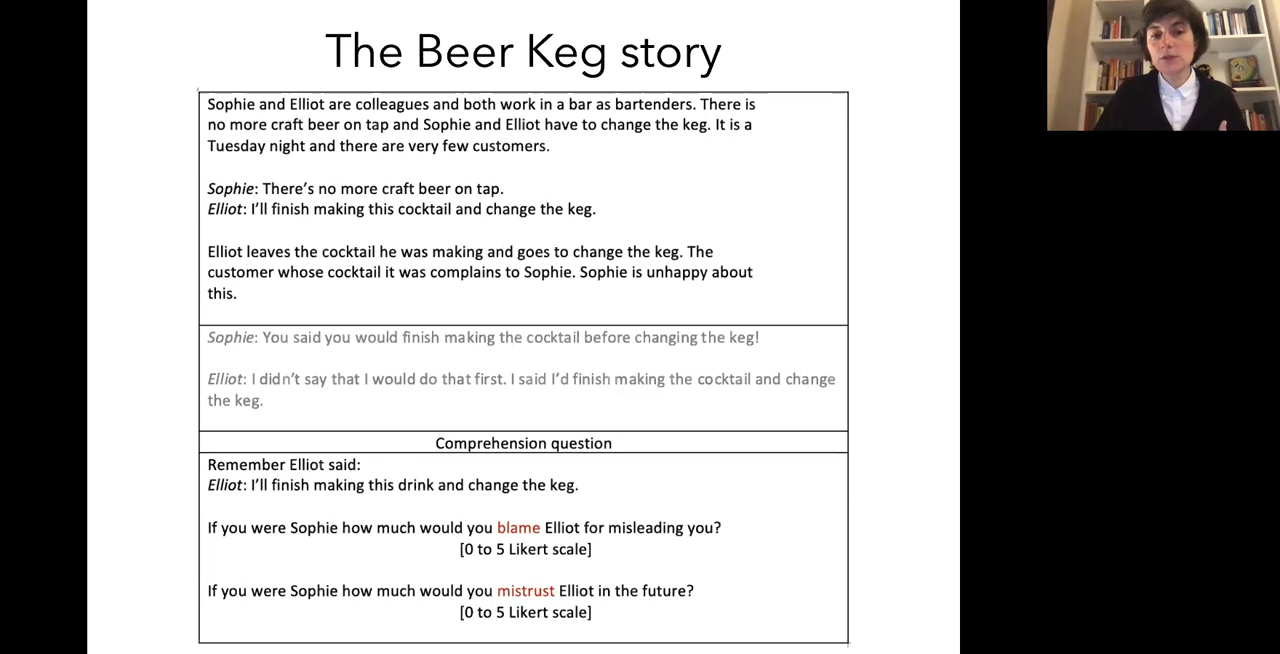 The Beer Keg story
Sophie and Elliot are colleagues and both work in a bar as bartenders. There is
no more craft beer on tap and Sophie and Elliot have to change the keg. It is a
Tuesday night and there are very few customers.
Sophie: There’s no more craft beer on tap.
Elliot: I’ll finish making this cocktail and change the keg.
Elliot leaves the cocktail he was making and goes to change the keg. The
customer whose cocktail it was complains to Sophie. Sophie is unhappy about
this.
Sophie: You said you would finish making the cocktail before changing the keg!
Elliot: I didn’t say that I would do that first. I said I’d finish making the cocktail and change
the keg.
Comprehension question
Remember Elliot said:
Elliot: I’ll finish making this drink and change the keg.
If you were Sophie how much would you blame Elliot for misleading you?
[0 to 5 Likert scale]
If you were Sophie how much would you mistrust Elliot in the future?
[0 to 5 Likert scale]